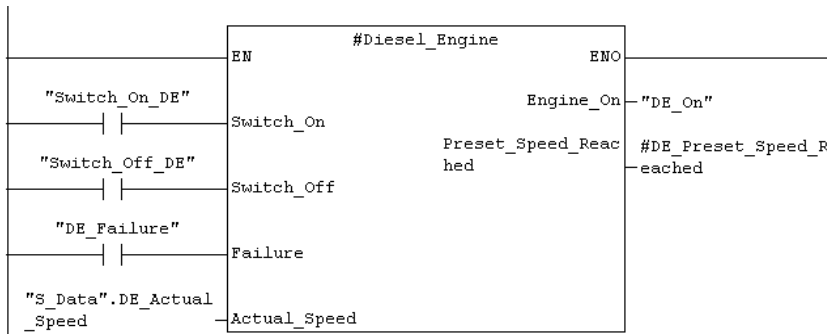 #Diesel_Engine
EN
ENO
"Switch_On_DE"
Switch_On
Engine_On
"DE_On"
"Switch_Off_DE"
Switch_Off
Preset_Speed_Reac
hed
#DE_Preset_Speed_R
eached
"DE_Failure"
Failure
"S_Data".DE_Actual
_Speed
Actual_Speed